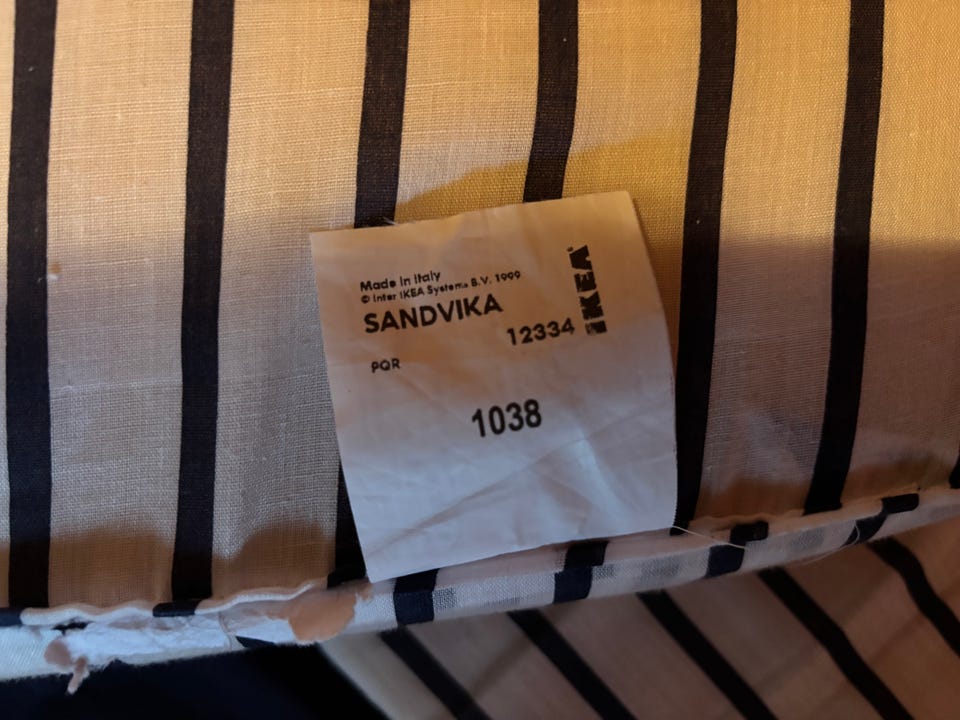 Made in Italy
© Inter IKEA Systems B.V. 1999
SANDVIKA
12334
IKEA
PQR
1038